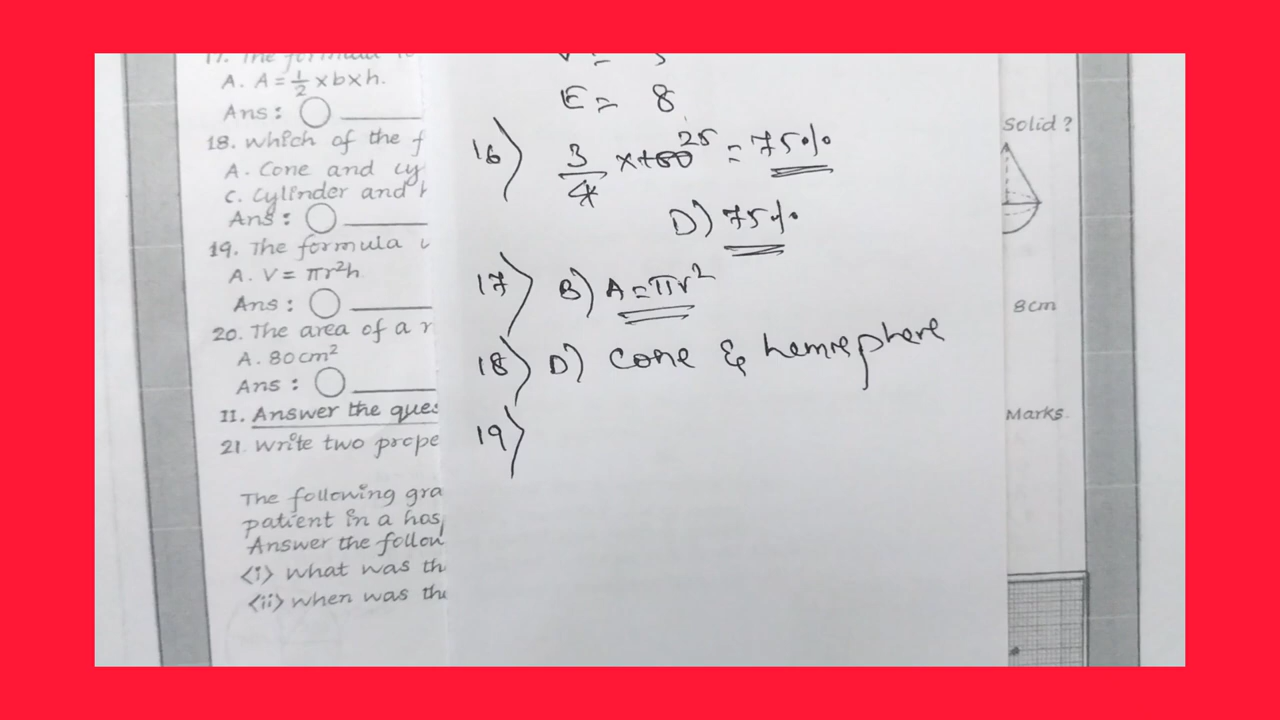 17. The formula
A. A = 1/2 x b x h.
Ans :
18. Which of the f
A. Cone and cy
C. Cylinder and h
Ans :
19. The formula
A. V = πr²h
Ans :
20. The area of a r
A. 80 cm²
Ans :
II. Answer the ques
21. Write two prope
The following gra
patient in a hosp
Answer the follow
<i> what was th
<ii> when was the
E = 8
16) 3/4 x 100 25 = 75%
D) 75%
17) B) A = πr²
18) D) Cone & hemisphere
19)
Solid ?
8cm
Marks.